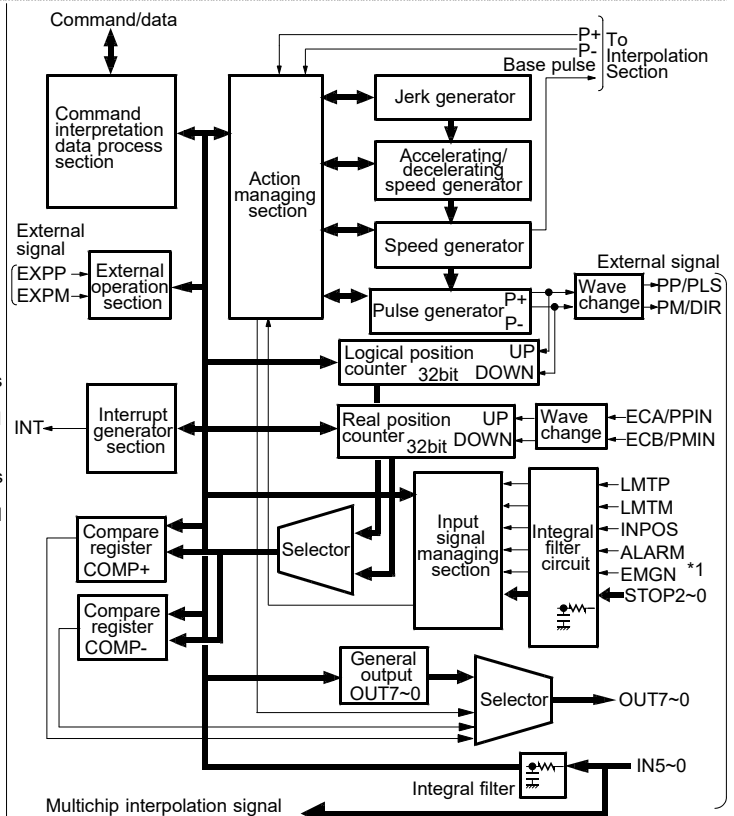 Command/data
P+
P-
To
Interpolation
Section
Base pulse
Command
interpretation
data process
section
Action
managing
section
Jerk generator
Accelerating/
decelerating
speed generator
Speed generator
Pulse generator
P+
P-
External
signal
EXPP
EXPM
External
operation
section
External signal
Wave
change
PP/PLS
PM/DIR
Logical position
counter 32bit
UP
DOWN
INT
Interrupt
generator
section
Real position
counter 32bit
UP
DOWN
Wave
change
ECA/PPIN
ECB/PMIN
Compare
register
COMP+
Selector
Input
signal
managing
section
Integral
filter
circuit
LMTP
LMTM
INPOS
ALARM
EMGN *1
STOP2~0
Compare
register
COMP-
General
output
OUT7~0
Selector
OUT7~0
Integral filter
IN5~0
Multichip interpolation signal